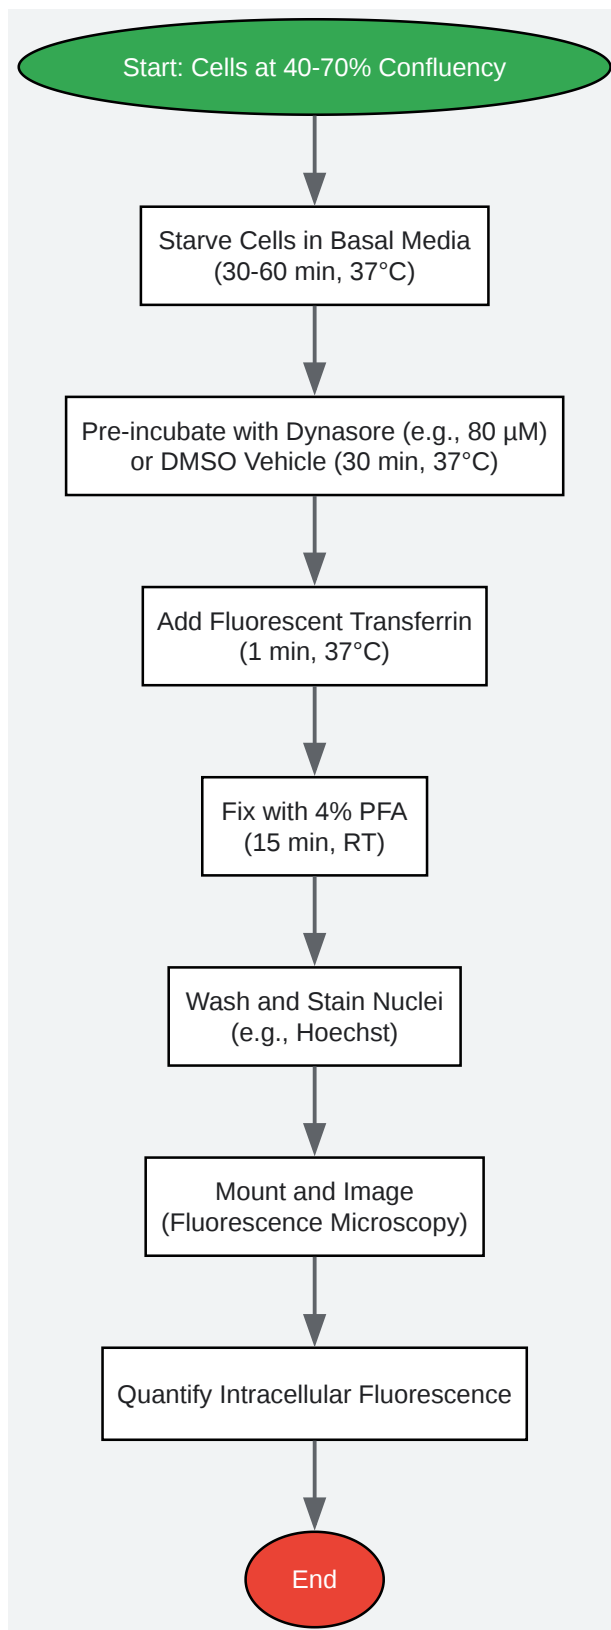 Start: Cells at 40-70% Confluency
Starve Cells in Basal Media
(30-60 min, 37°C)
Pre-incubate with Dynasore (e.g., 80 µM)
or DMSO Vehicle (30 min, 37°C)
Add Fluorescent Transferrin
(1 min, 37°C)
Fix with 4% PFA
(15 min, RT)
Wash and Stain Nuclei
(e.g., Hoechst)
Mount and Image
(Fluorescence Microscopy)
Quantify Intracellular Fluorescence
End